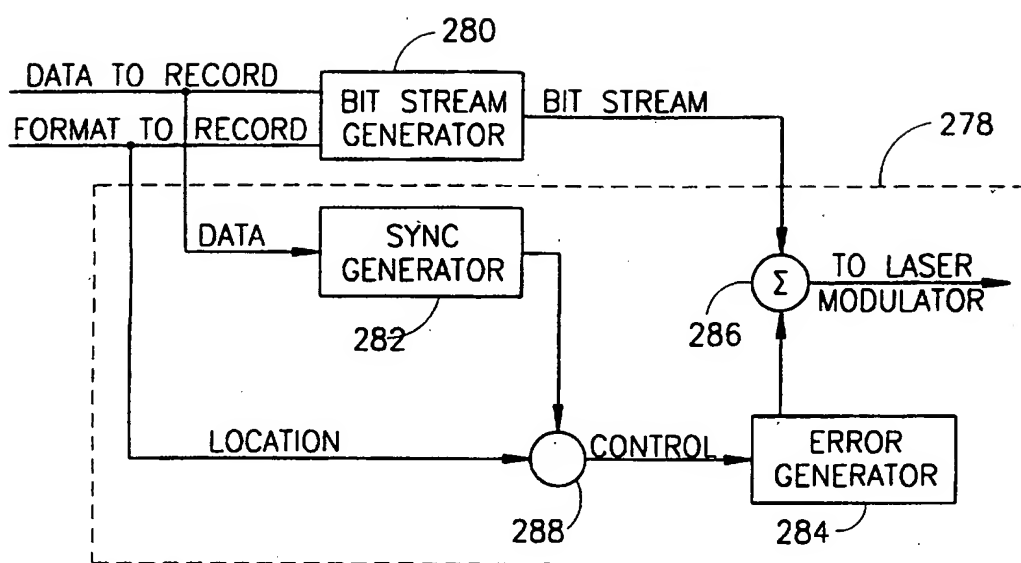 280
DATA TO RECORD
BIT STREAM
GENERATOR
BIT STREAM
FORMAT TO RECORD
278
DATA
SYNC
GENERATOR
282
Σ
286
TO LASER
MODULATOR
LOCATION
288
CONTROL
ERROR
GENERATOR
284